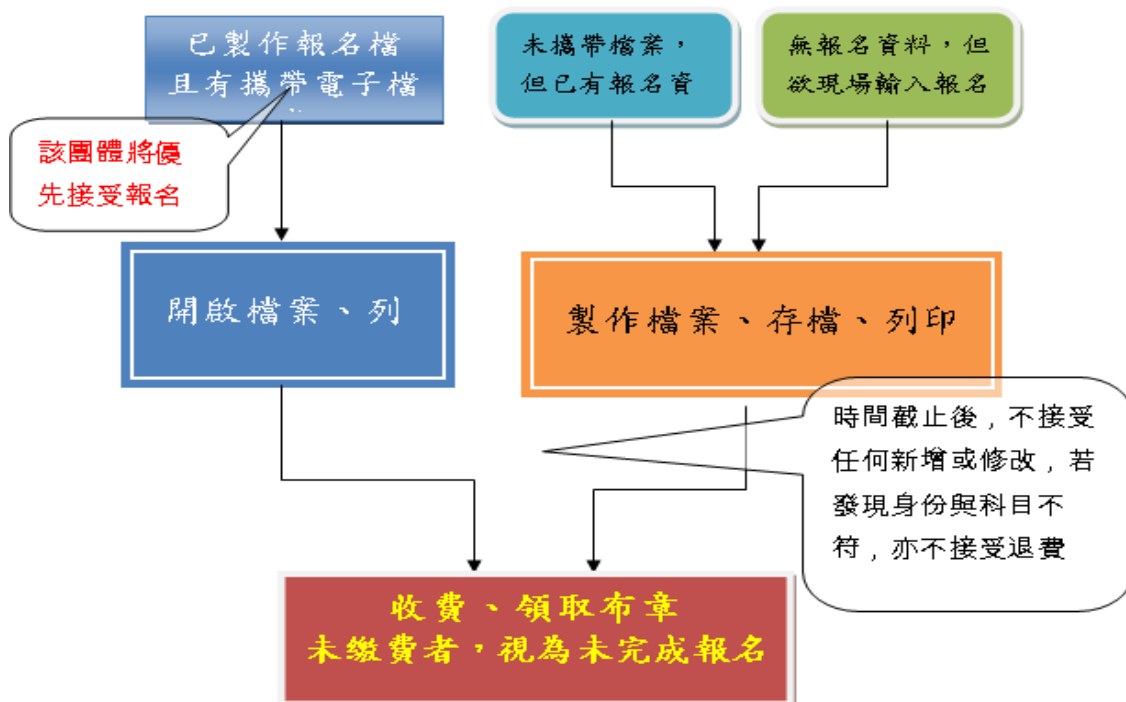 已製作報名檔
且有攜帶電子檔
未攜帶檔案，
但已有報名資
無報名資料，但
欲現場輸入報名
該團體將優
先接受報名
開啟檔案、列
製作檔案、存檔、列印
時間截止後，不接受
任何新增或修改，若
發現身份與科目不
符，亦不接受退費
收費、領取布章
未繳費者，視為未完成報名